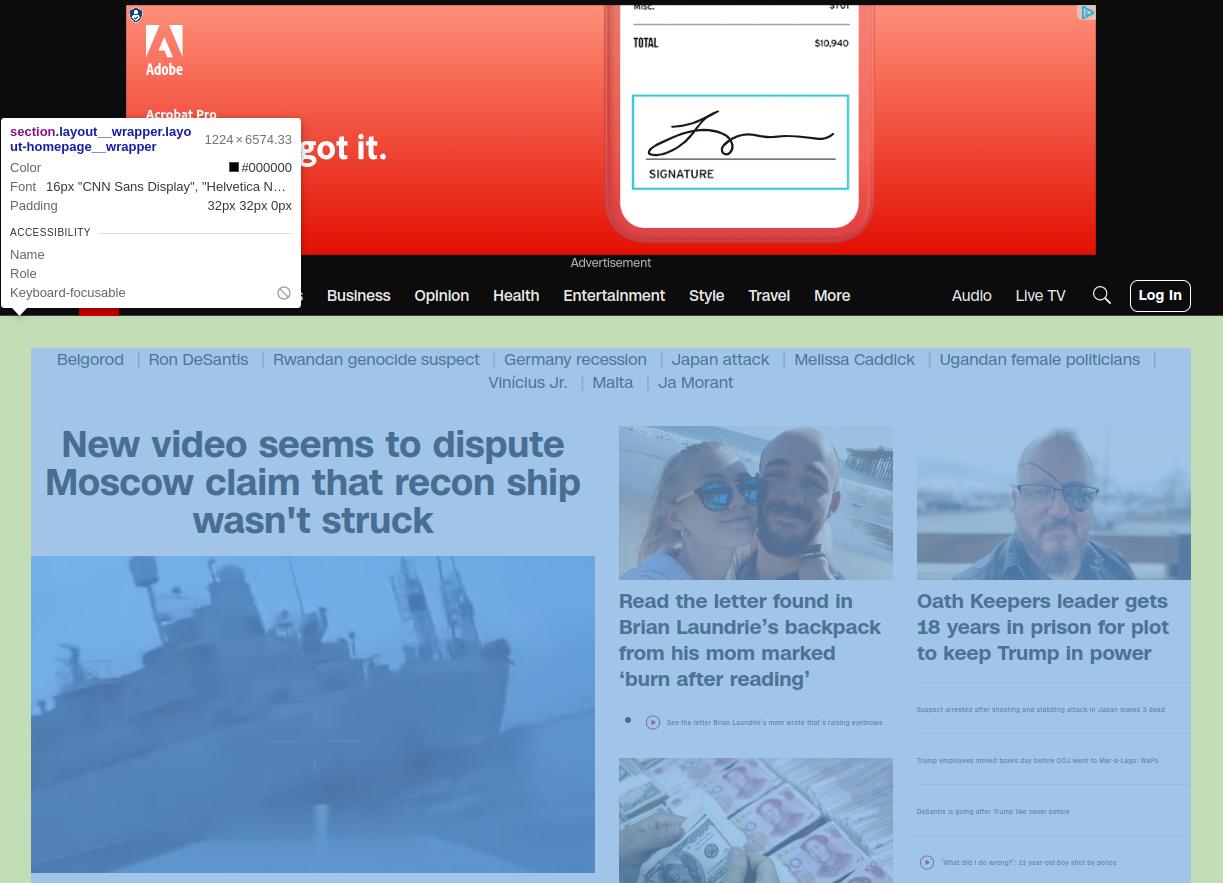 MISC. $701
TOTAL $10,940
SIGNATURE
Adobe
Acrobat Pro
got it.
Advertisement
section.layout__wrapper.layo
ut-homepage__wrapper
1224 × 6574.33
Color #000000
Font 16px "CNN Sans Display", "Helvetica N…
Padding 32px 32px 0px
ACCESSIBILITY
Name
Role
Keyboard-focusable
Business Opinion Health Entertainment Style Travel More Audio Live TV Log In
Belgorod | Ron DeSantis | Rwandan genocide suspect | Germany recession | Japan attack | Melissa Caddick | Ugandan female politicians |
Vinícius Jr. | Malta | Ja Morant
New video seems to dispute
Moscow claim that recon ship
wasn't struck
Read the letter found in
Brian Laundrie’s backpack
from his mom marked
‘burn after reading’
See the letter Brian Laundrie's mom wrote that's raising eyebrows
Oath Keepers leader gets
18 years in prison for plot
to keep Trump in power
Suspect arrested after shooting and stabbing attack in Japan leaves 3 dead
Trump employees moved boxes day before DOJ went to Mar-a-Lago: WaPo
DeSantis is going after Trump like never before
'What did I do wrong?': 11-year-old boy shot by police